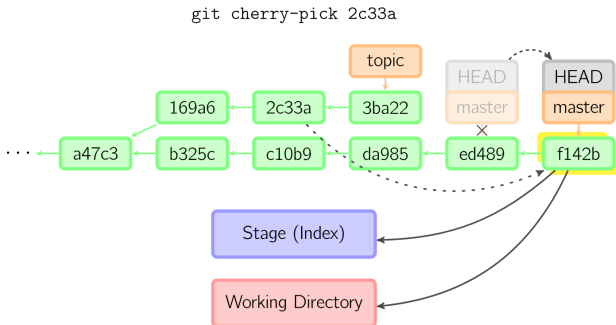 git cherry-pick 2c33a
topic
HEAD
HEAD
master
master
169a6
2c33a
3ba22
...
a47c3
b325c
c10b9
da985
ed489
f142b
Stage (Index)
Working Directory